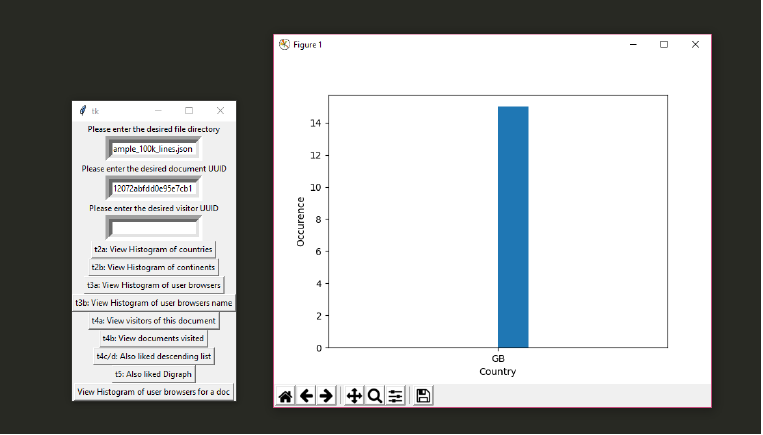 tk
Please enter the desired file directory
ample_100k_lines.json
Please enter the desired document UUID
12072abfdd0e95e7cb1
Please enter the desired visitor UUID
t2a: View Histogram of countries
t2b: View Histogram of continents
t3a: View Histogram of user browsers
t3b: View Histogram of user browsers name
t4a: View visitors of this document
t4b: View documents visited
t4c/d: Also liked descending list
t5: Also liked Digraph
View Histogram of user browsers for a doc
Figure 1
14
12
10
8
6
4
2
0
Occurence
GB
Country